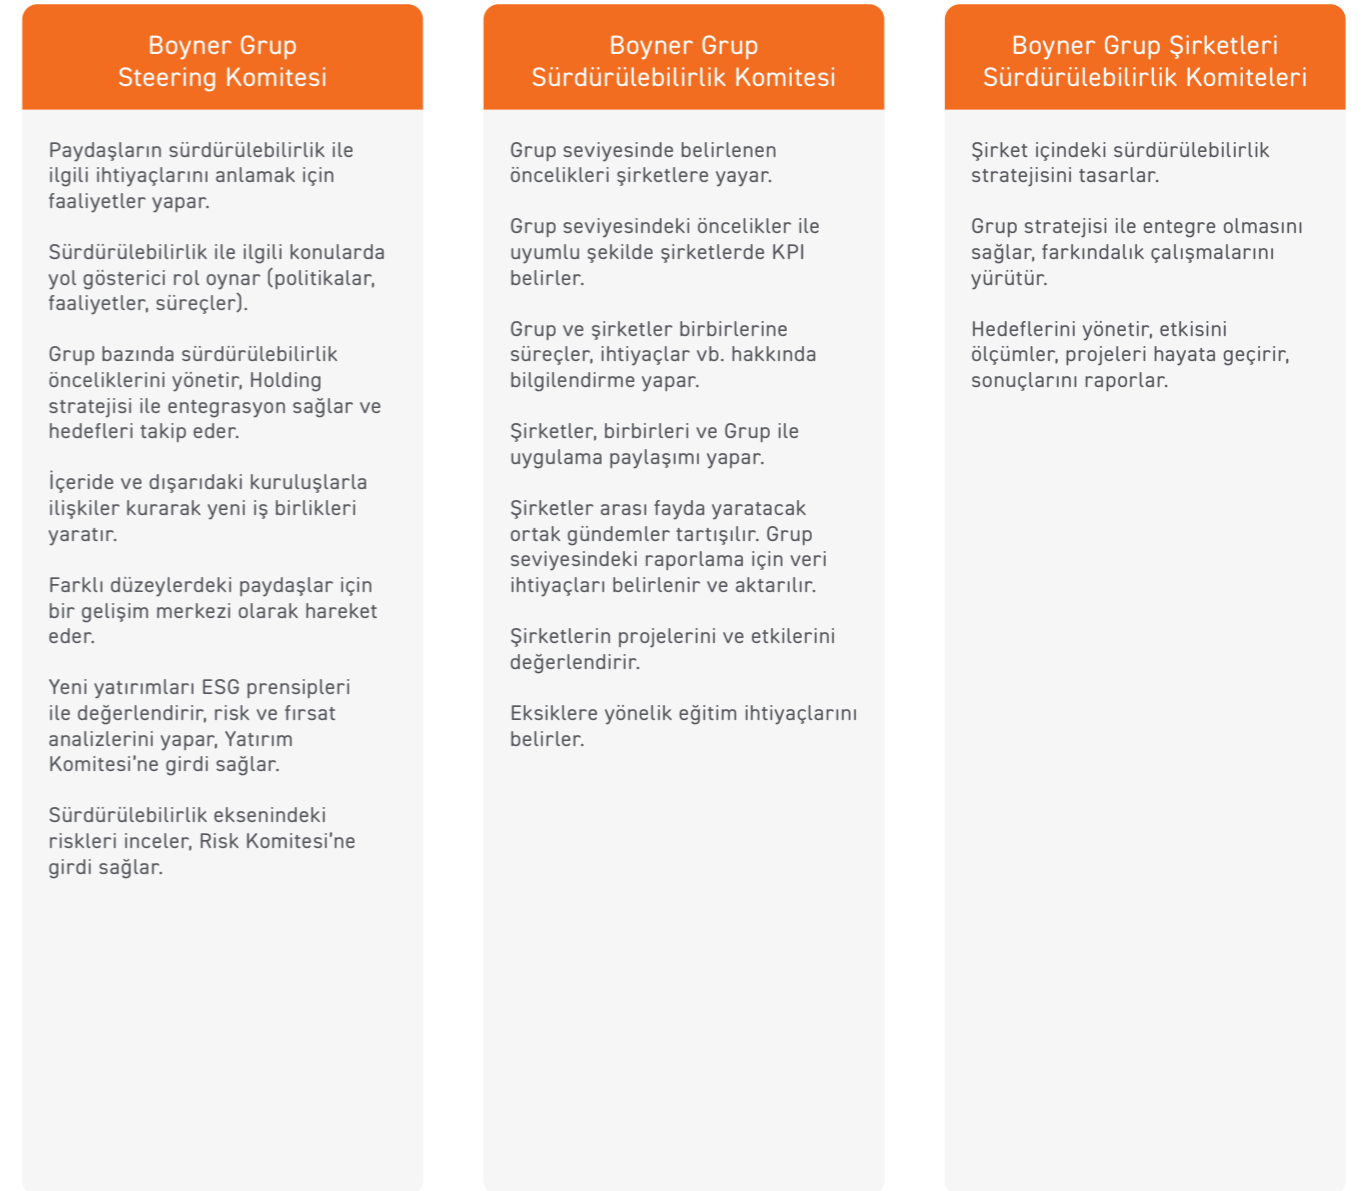 Boyner Grup
Steering Komitesi
Paydaşların sürdürülebilirlik ile
ilgili ihtiyaçlarını anlamak için
faaliyetler yapar.
Sürdürülebilirlik ile ilgili konularda
yol gösterici rol oynar (politikalar,
faaliyetler, süreçler).
Grup bazında sürdürülebilirlik
önceliklerini yönetir, Holding
stratejisi ile entegrasyon sağlar ve
hedefleri takip eder.
İçeride ve dışarıdaki kuruluşlarla
ilişkiler kurarak yeni iş birlikleri
yaratır.
Farklı düzeylerdeki paydaşlar için
bir gelişim merkezi olarak hareket
eder.
Yeni yatırımları ESG prensipleri
ile değerlendirir, risk ve fırsat
analizlerini yapar, Yatırım
Komitesi'ne girdi sağlar.
Sürdürülebilirlik eksenindeki
riskleri inceler, Risk Komitesi'ne
girdi sağlar.
Boyner Grup
Sürdürülebilirlik Komitesi
Grup seviyesinde belirlenen
öncelikleri şirketlere yayar.
Grup seviyesindeki öncelikler ile
uyumlu şekilde şirketlerde KPI
belirler.
Grup ve şirketler birbirlerine
süreçler, ihtiyaçlar vb. hakkında
bilgilendirme yapar.
Şirketler, birbirleri ve Grup ile
uygulama paylaşımı yapar.
Şirketler arası fayda yaratacak
ortak gündemler tartışılır. Grup
seviyesindeki raporlama için veri
ihtiyaçları belirlenir ve aktarılır.
Şirketlerin projelerini ve etkilerini
değerlendirir.
Eksiklere yönelik eğitim ihtiyaçlarını
belirler.
Boyner Grup Şirketleri
Sürdürülebilirlik Komiteleri
Şirket içindeki sürdürülebilirlik
stratejisini tasarlar.
Grup stratejisi ile entegre olmasını
sağlar, farkındalık çalışmalarını
yürütür.
Hedeflerini yönetir, etkisini
ölçümler, projeleri hayata geçirir,
sonuçlarını raporlar.